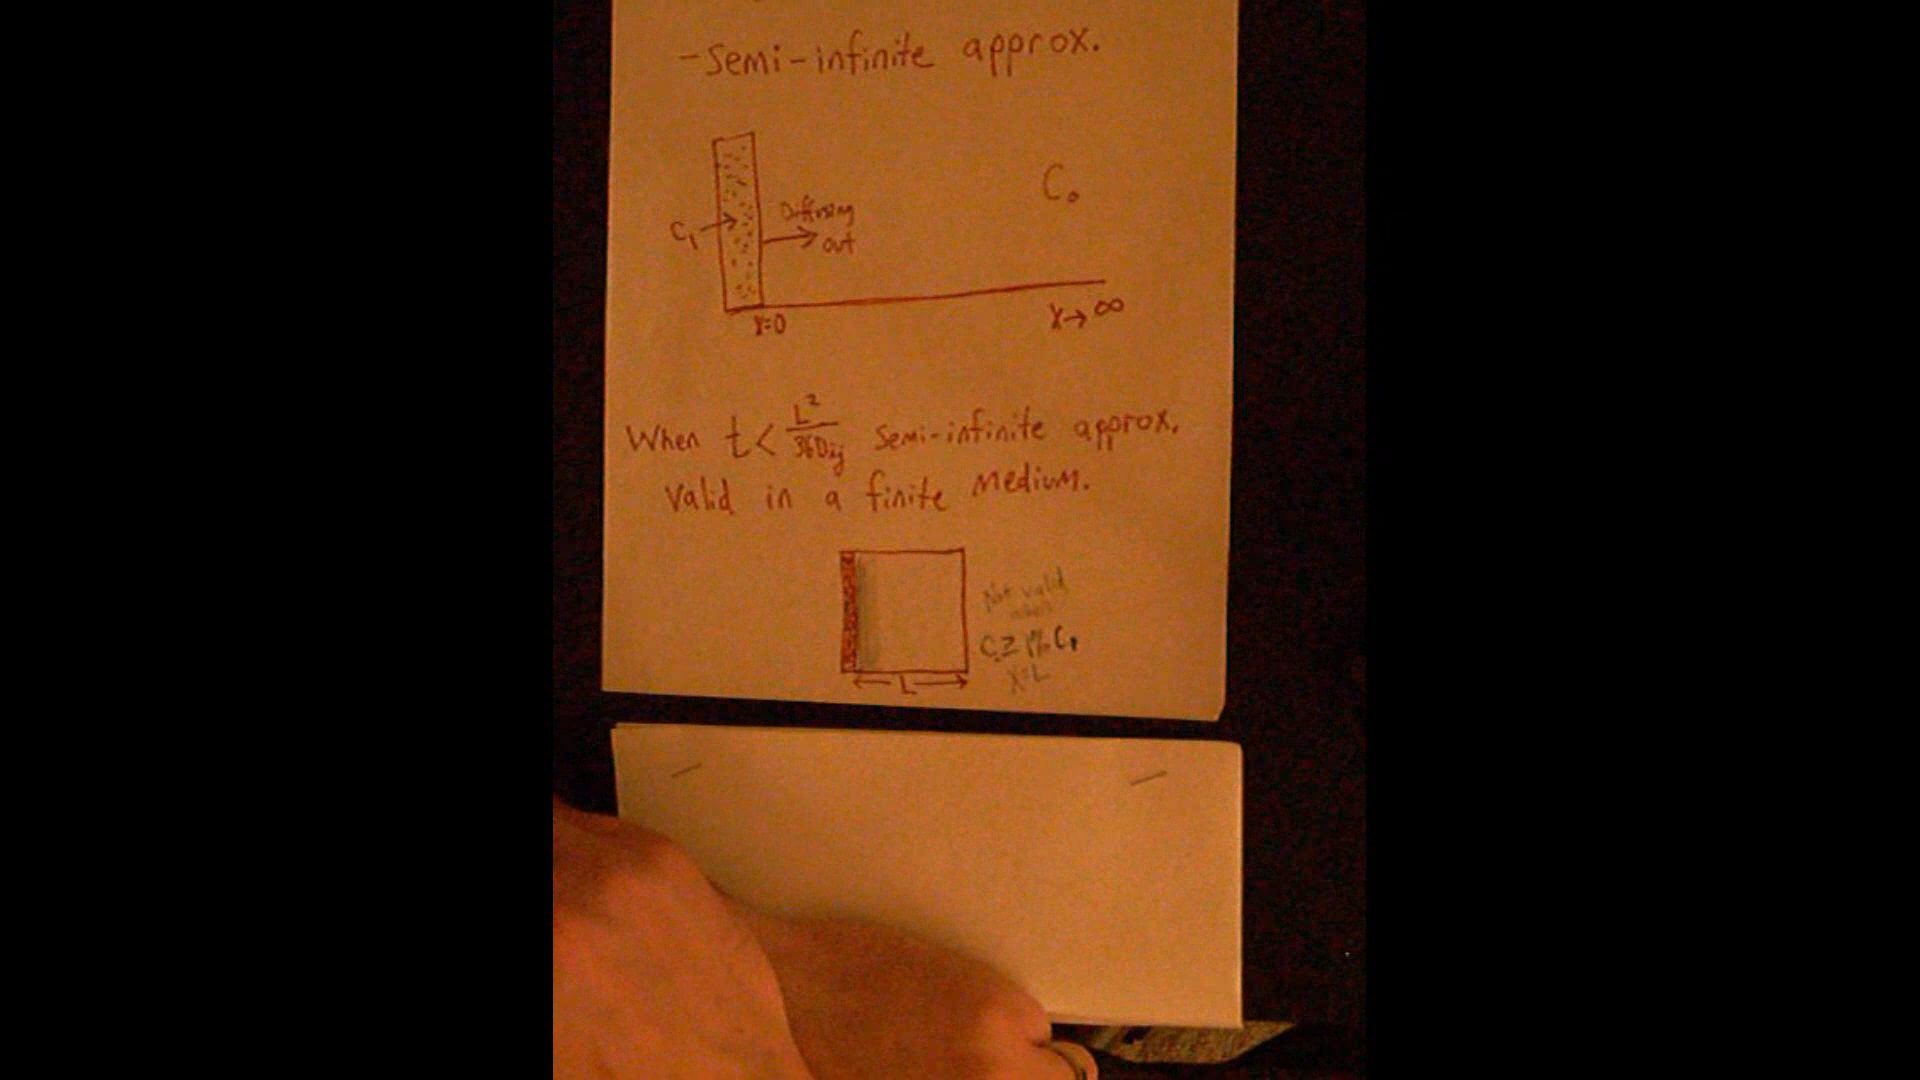 -Semi-infinite approx.
C₀
Diffusing
C₁ out
x=0
x→∞
When t < L²/36Dij semi-infinite approx.
Valid in a finite medium.
Not valid
when
C ≥ 1% C₁
x=L
L